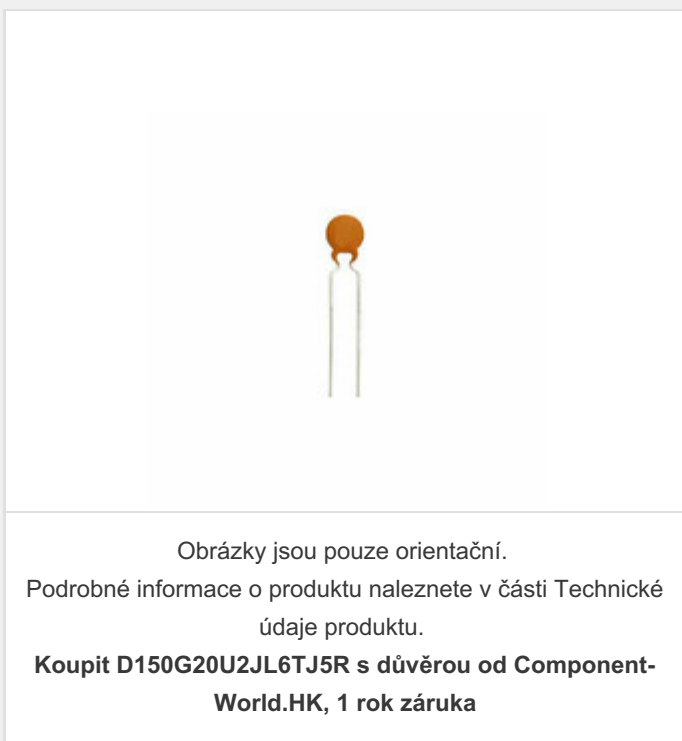 Obrázky jsou pouze orientační.
Podrobné informace o produktu naleznete v části Technické
údaje produktu.
Koupit D150G20U2JL6TJ5R s důvěrou od Component-
World.HK, 1 rok záruka